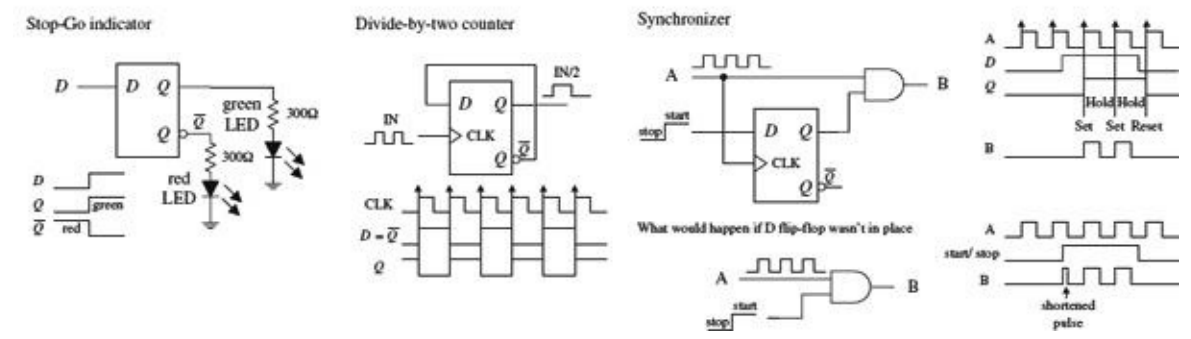 Stop-Go indicator
D
D Q
Q
Q̅
green
LED
300Ω
300Ω
red
LED
D
Q
green
Q̅
red
Divide-by-two counter
IN/2
D Q
IN
CLK
Q
Q̅
CLK
D = Q̅
Q
Synchronizer
A
B
stop
start
D Q
CLK
Q
Q̅
What would happen if D flip-flop wasn't in place
A
B
stop
start
A
D
Q
Hold Hold
Set Set Reset
B
A
start/ stop
B
shortened
pulse